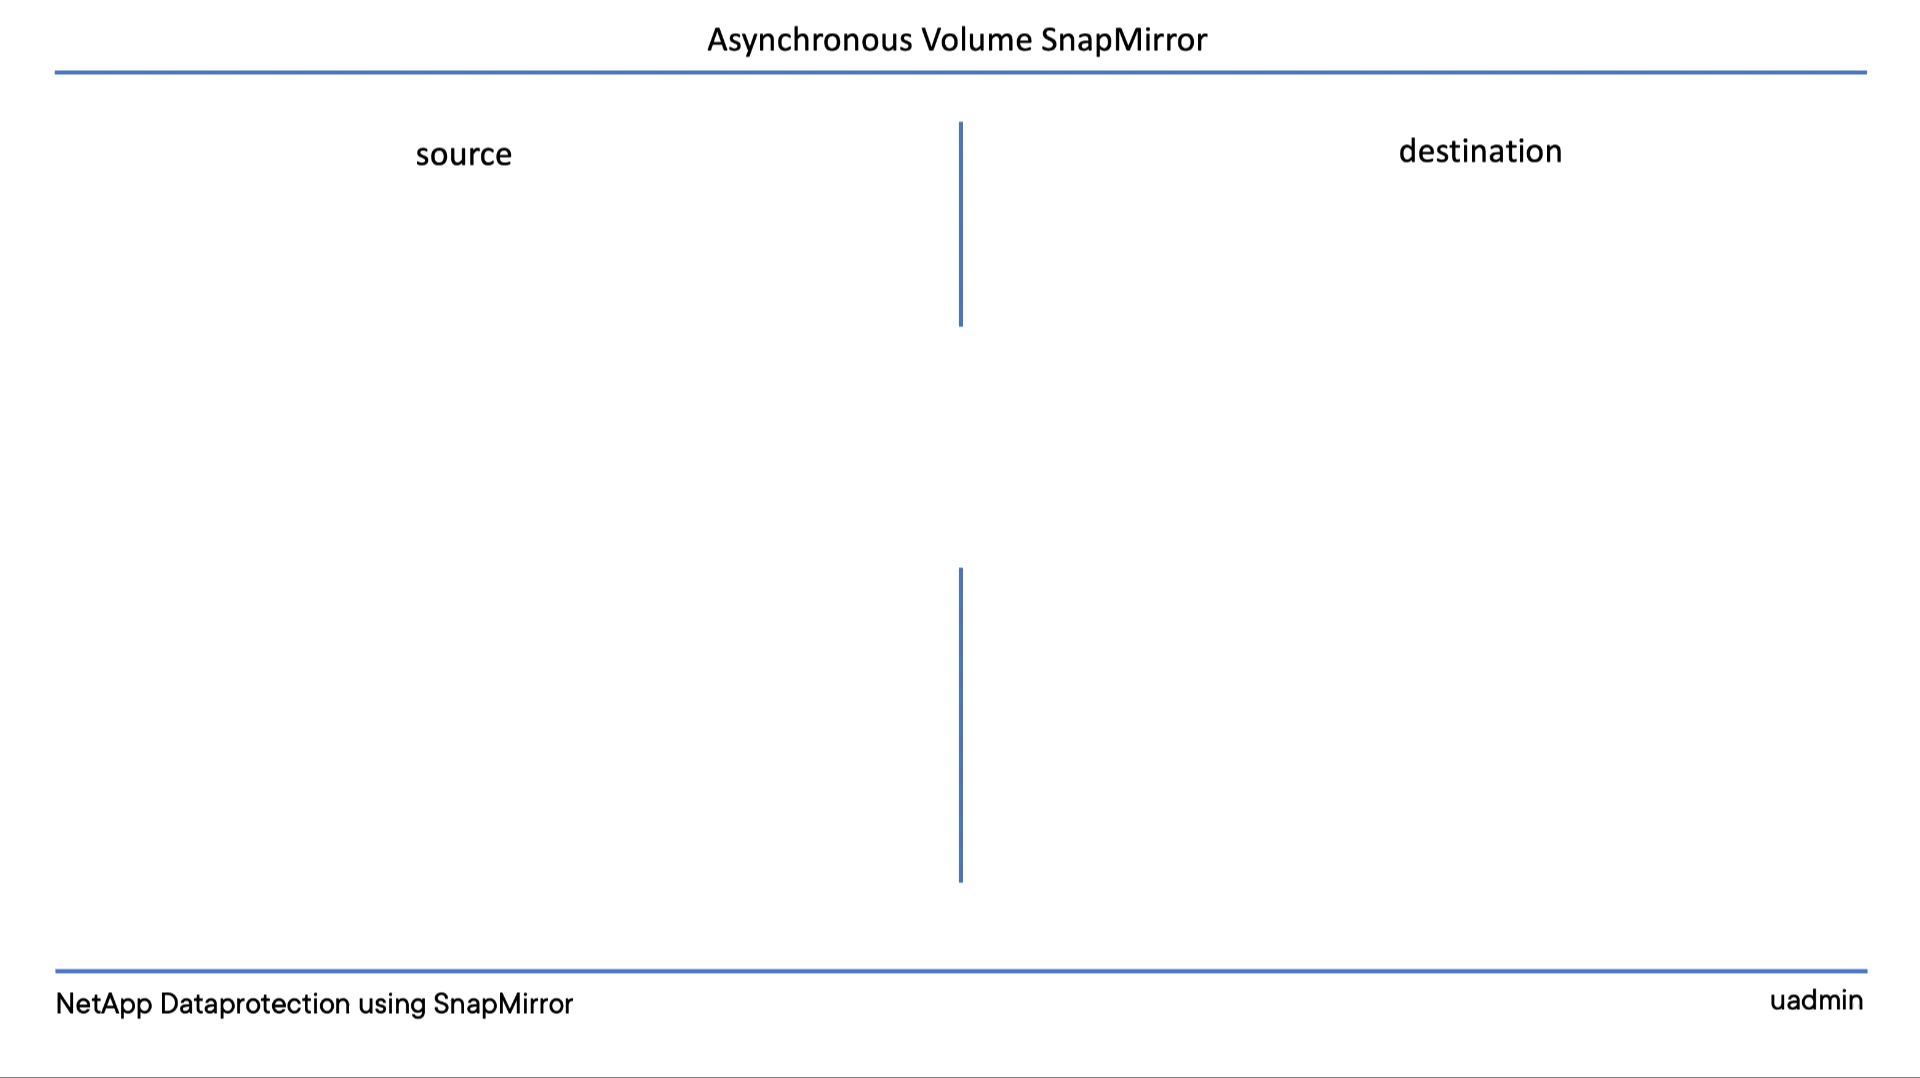 Asynchronous Volume SnapMirror
source
destination
NetApp Dataprotection using SnapMirror
uadmin